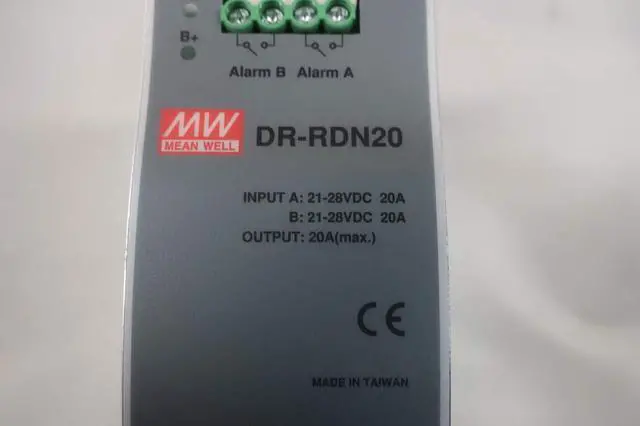 B+
Alarm B Alarm A
MW
MEAN WELL
DR-RDN20
INPUT A: 21-28VDC 20A
B: 21-28VDC 20A
OUTPUT: 20A(max.)
CE
MADE IN TAIWAN